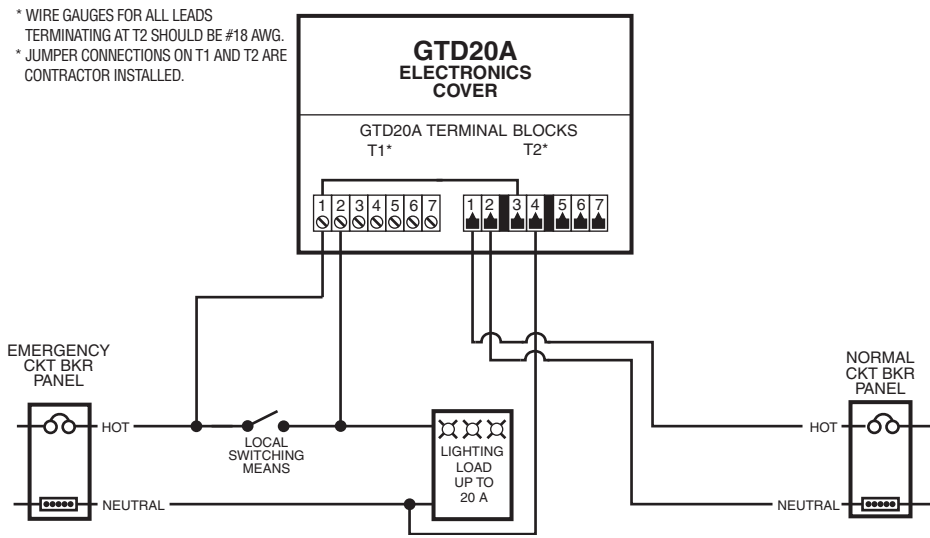 * WIRE GAUGES FOR ALL LEADS
TERMINATING AT T2 SHOULD BE #18 AWG.
* JUMPER CONNECTIONS ON T1 AND T2 ARE
CONTRACTOR INSTALLED.
GTD20A
ELECTRONICS
COVER
GTD20A TERMINAL BLOCKS
T1* T2*
1 2 3 4 5 6 7 1 2 3 4 5 6 7
EMERGENCY
CKT BKR
PANEL
HOT
NEUTRAL
LOCAL
SWITCHING
MEANS
LIGHTING
LOAD
UP TO
20 A
NORMAL
CKT BKR
PANEL
HOT
NEUTRAL